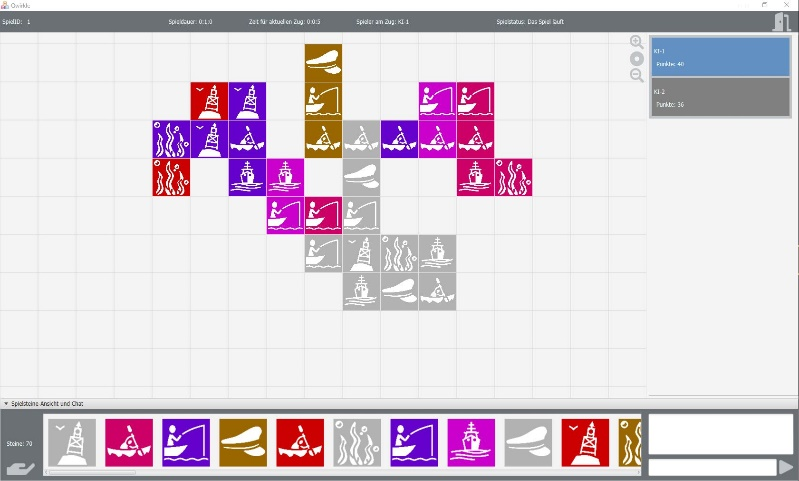 Qwirkle
SpielID: 1 Spieldauer: 0:1:0 Zeit für aktuellen Zug: 0:0:5 Spieler am Zug: KI-1 Spielstatus: Das Spiel läuft
KI-1
Punkte: 40
KI-2
Punkte: 36
Spielsteine Ansicht und Chat
Steine: 70